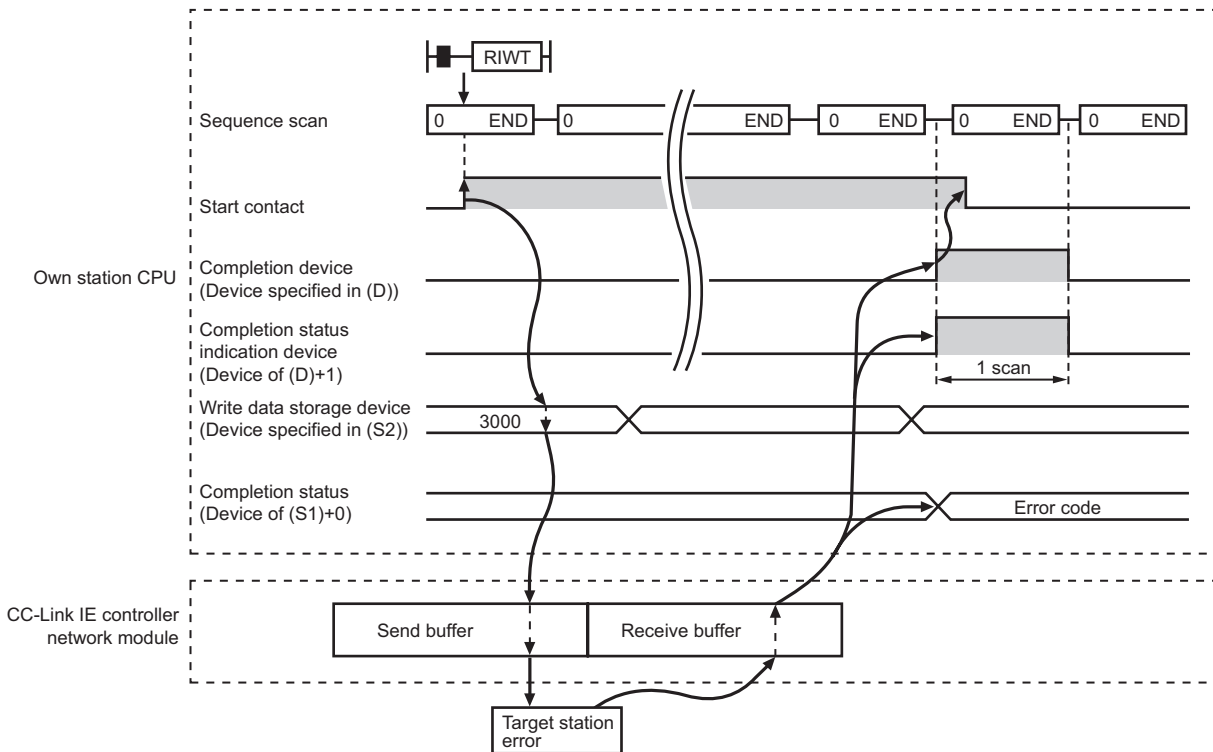 RIWT
Sequence scan
0 END 0 END 0 END 0 END 0 END
Start contact
Own station CPU
Completion device
(Device specified in (D))
Completion status
indication device
(Device of (D)+1)
1 scan
Write data storage device
(Device specified in (S2))
3000
Completion status
(Device of (S1)+0)
Error code
CC-Link IE controller
network module
Send buffer
Receive buffer
Target station
error